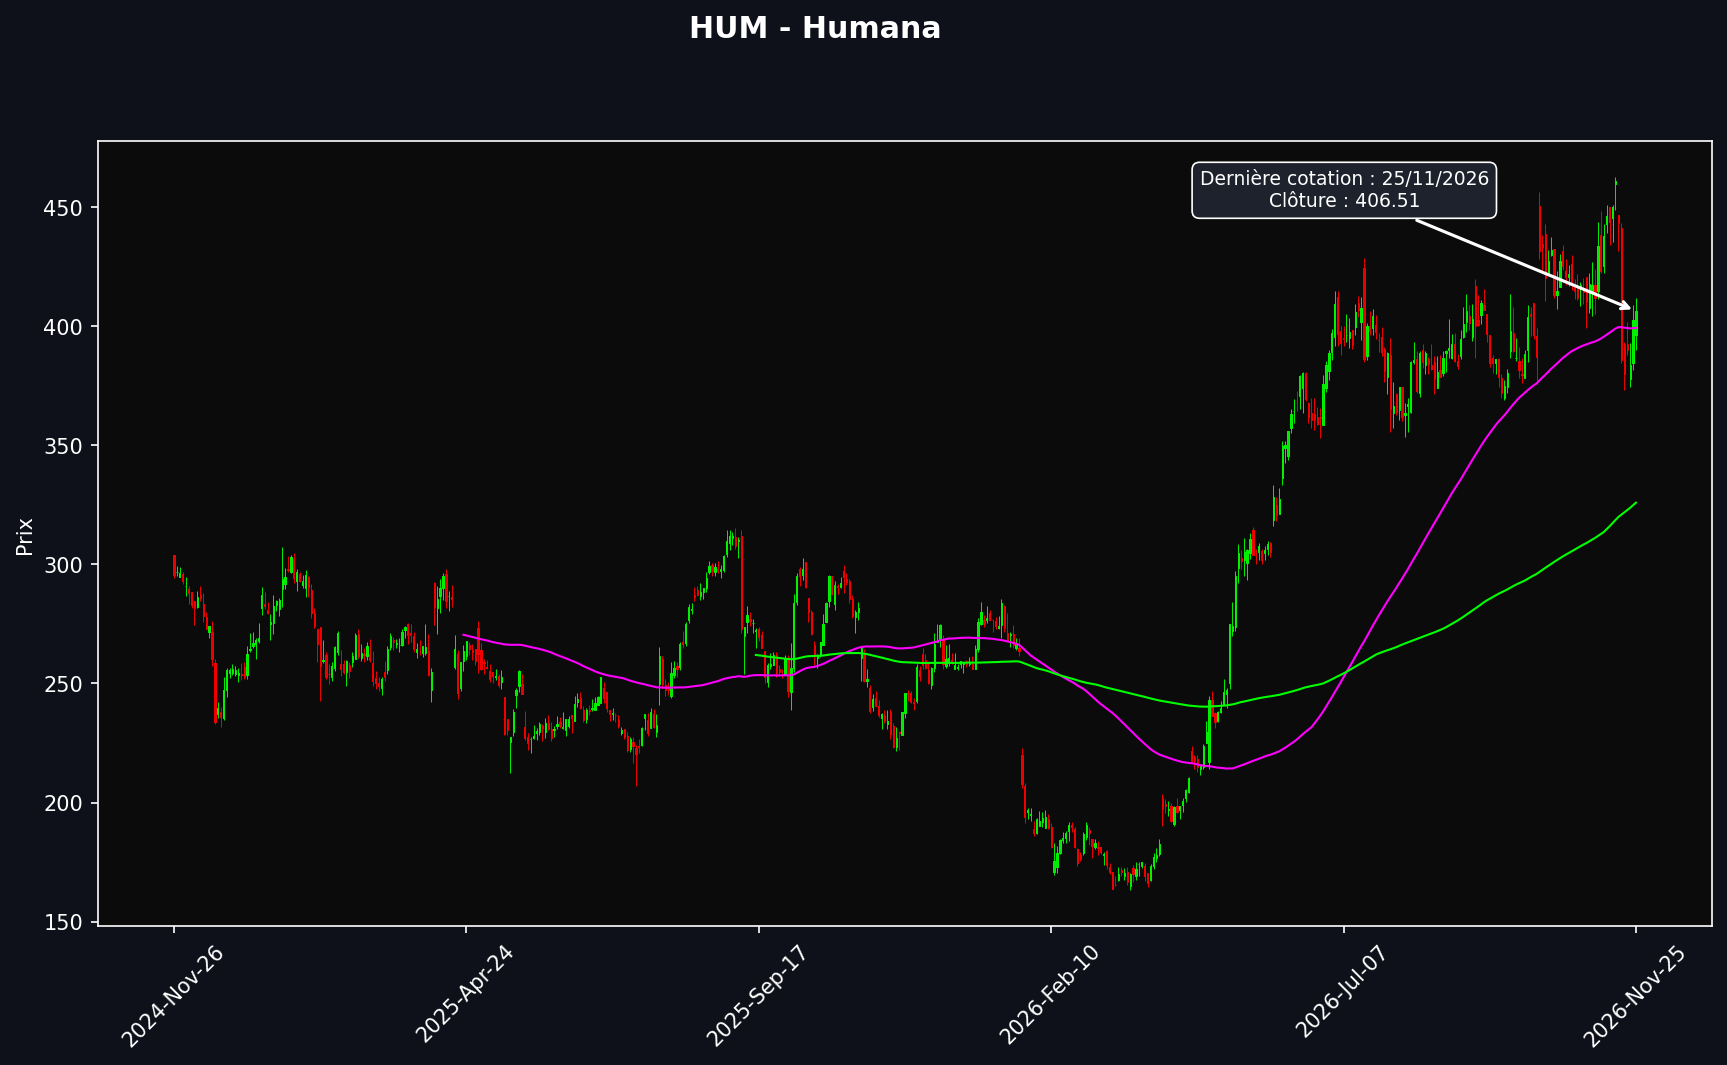 HUM - Humana
Dernière cotation : 25/11/2026
Clôture : 406.51
Prix
450
400
350
300
250
200
150
2024-Nov-26
2025-Apr-24
2025-Sep-17
2026-Feb-10
2026-Jul-07
2026-Nov-25